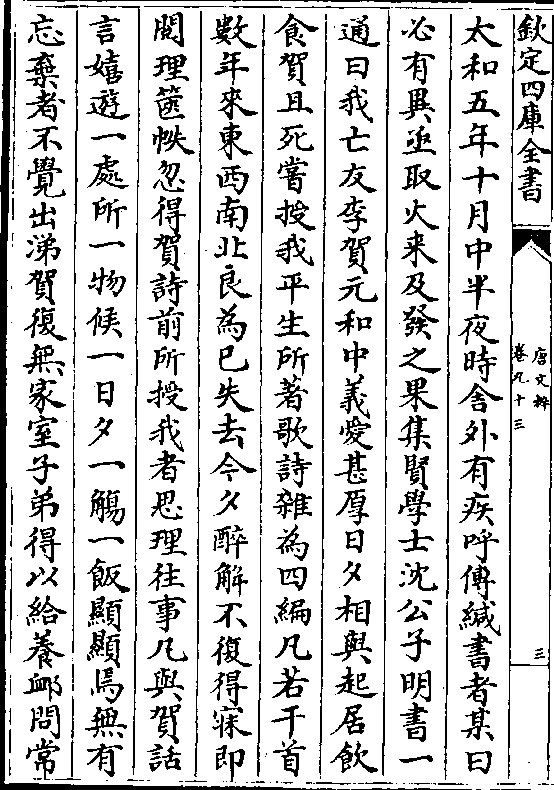 欽定四庫全書
唐文粹
卷九十三
三
太和五年十月中半夜時舍外有疾呼傳緘書者某曰
必有異亟取火来及發之果集賢學士沈公子明書一
通曰我亡友李賀元和中義愛甚厚日夕相與起居飲
食賀且死嘗授我平生所著歌詩雜為四編凡若干首
數年來東西南北良為已失去今夕醉解不復得寐即
閱理篋帙忽得賀詩前所授我者思理往事凡與賀話
言嬉遊一處所一物候一日夕一觴一飯顯顯焉無有
忘棄者不覺出涕賀復無家室子弟得以給養䘏問常